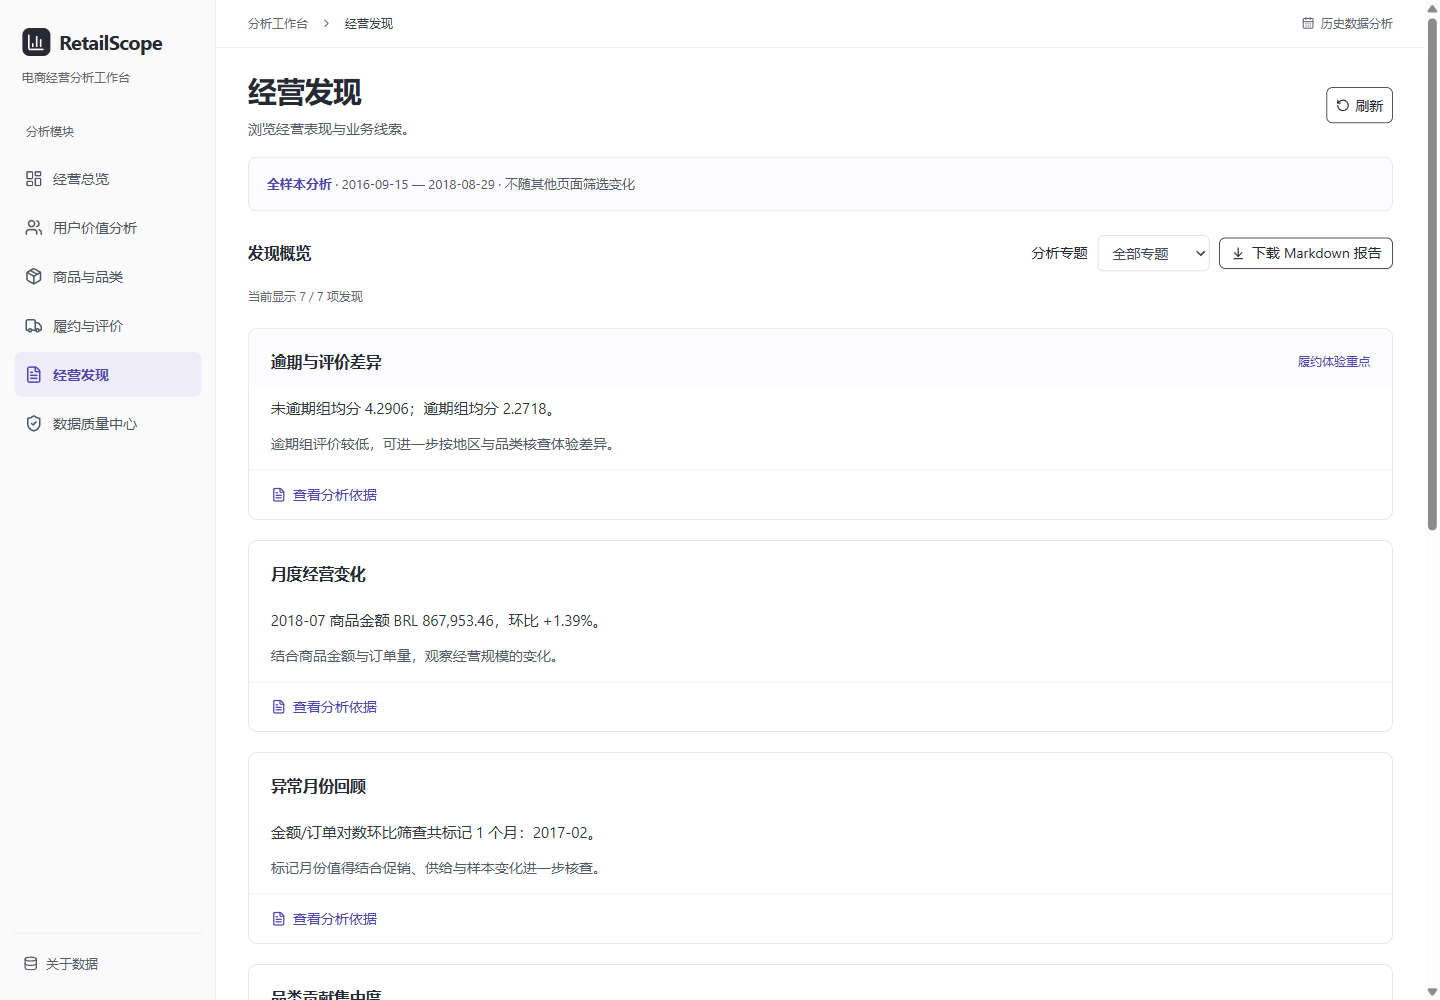 RetailScope
电商经营分析工作台
分析模块
经营总览
用户价值分析
商品与品类
履约与评价
经营发现
数据质量中心
关于数据
分析工作台 > 经营发现
历史数据分析
经营发现
浏览经营表现与业务线索。
刷新
全样本分析 · 2016-09-15 — 2018-08-29 · 不随其他页面筛选变化
发现概览
分析专题
全部专题
下载 Markdown 报告
当前显示 7 / 7 项发现
逾期与评价差异
履约体验重点
未逾期组均分 4.2906；逾期组均分 2.2718。
逾期组评价较低，可进一步按地区与品类核查体验差异。
查看分析依据
月度经营变化
2018-07 商品金额 BRL 867,953.46，环比 +1.39%。
结合商品金额与订单量，观察经营规模的变化。
查看分析依据
异常月份回顾
金额/订单对数环比筛查共标记 1 个月：2017-02。
标记月份值得结合促销、供给与样本变化进一步核查。
查看分析依据
品类贡献集中度